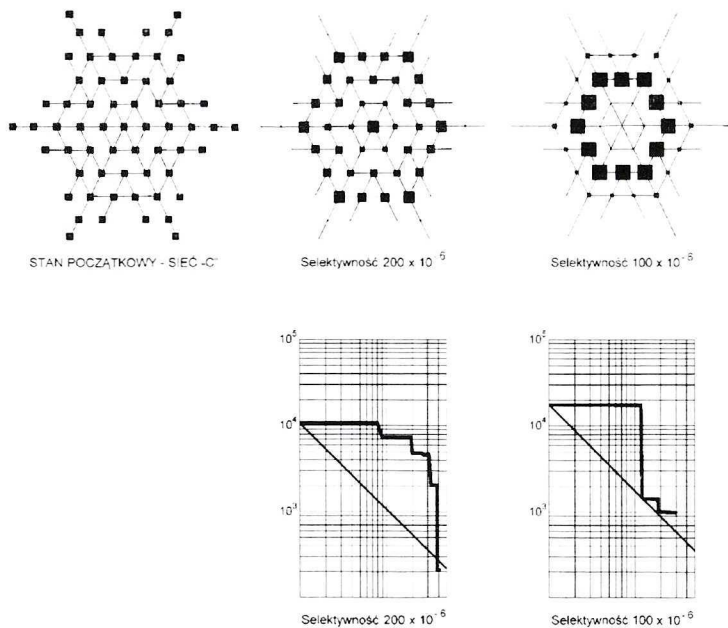 STAN POCZĄTKOWY - SIEĆ -C"
Selektywność 200 x 10⁻⁶
Selektywność 100 x 10⁻⁶
10⁵
10⁴
10³
10⁵
10⁴
10³
Selektywność 200 x 10⁻⁶
Selektywność 100 x 10⁻⁶